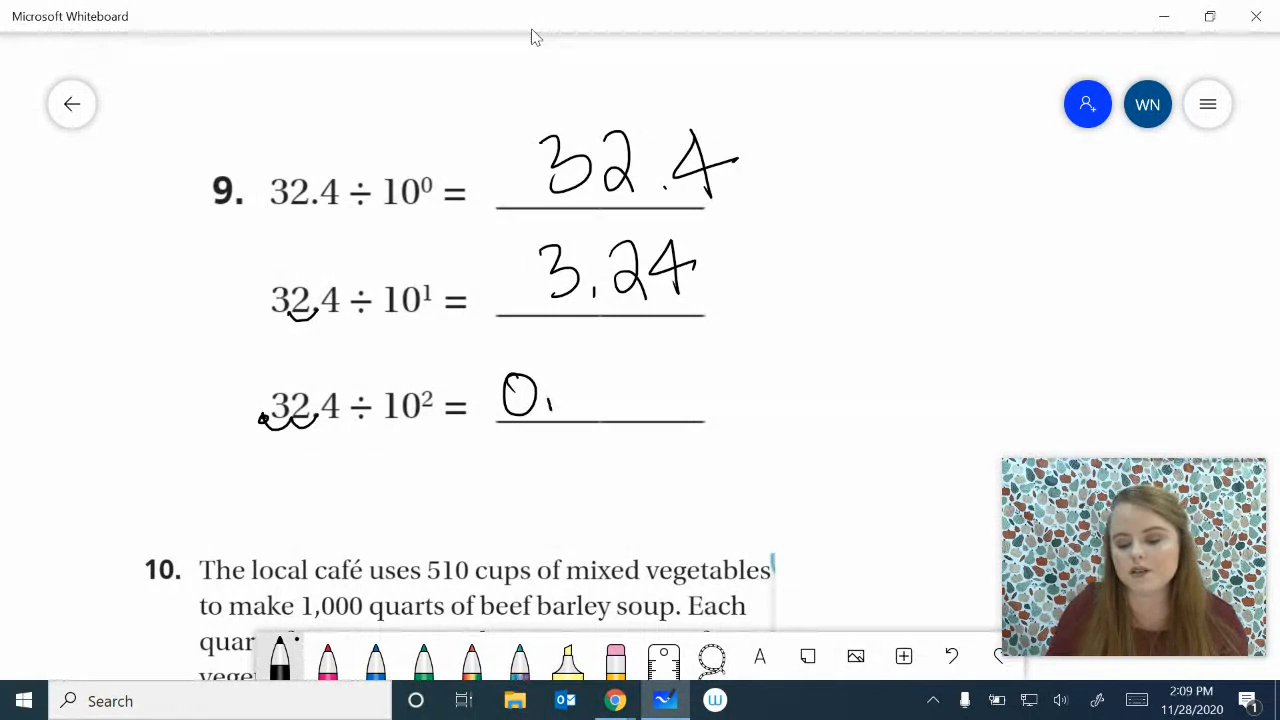 Microsoft Whiteboard
WN
9. 32.4 ÷ 10⁰ = 32.4
32.4 ÷ 10¹ = 3.24
32.4 ÷ 10² = 0.
10. The local café uses 510 cups of mixed vegetables
to make 1,000 quarts of beef barley soup. Each
Search
2:09 PM
11/28/2020
1